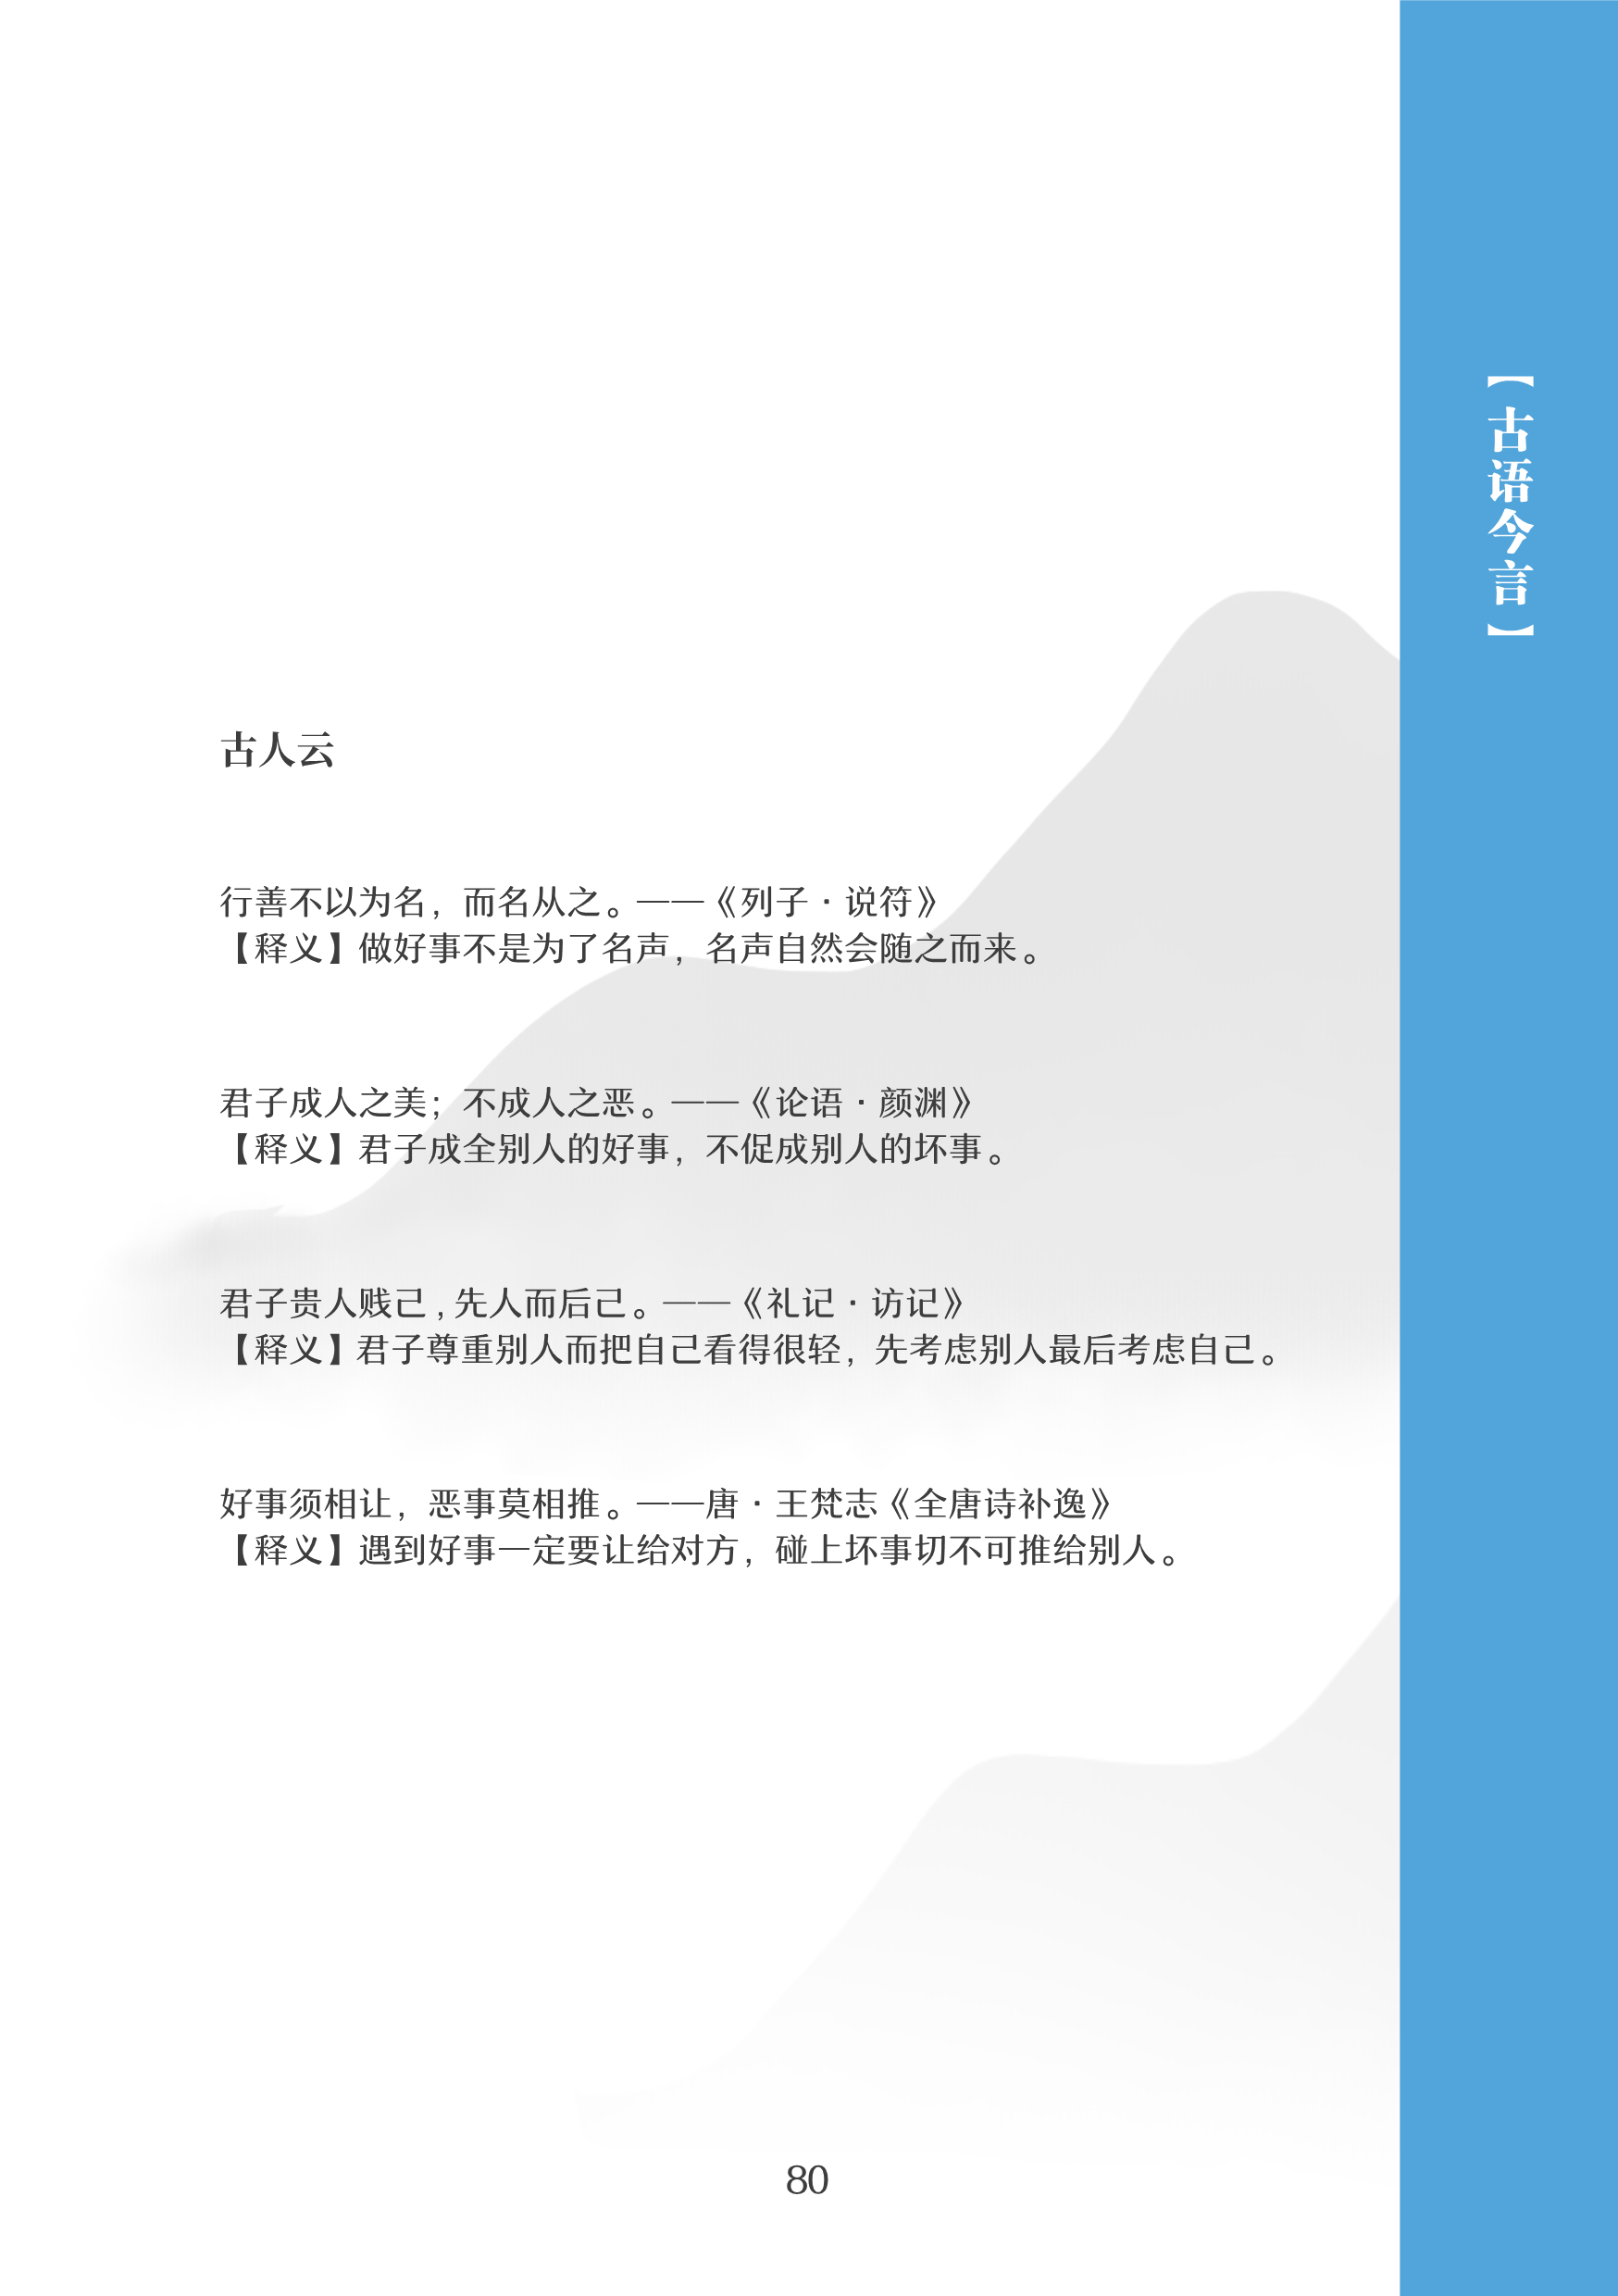 【古语今言】
古人云
行善不以为名，而名从之。——《列子·说符》
【释义】做好事不是为了名声，名声自然会随之而来。
君子成人之美；不成人之恶。——《论语·颜渊》
【释义】君子成全别人的好事，不促成别人的坏事。
君子贵人贱己,先人而后己。——《礼记·访记》
【释义】君子尊重别人而把自己看得很轻，先考虑别人最后考虑自己。
好事须相让，恶事莫相推。——唐·王梵志《全唐诗补逸》
【释义】遇到好事一定要让给对方，碰上坏事切不可推给别人。
80